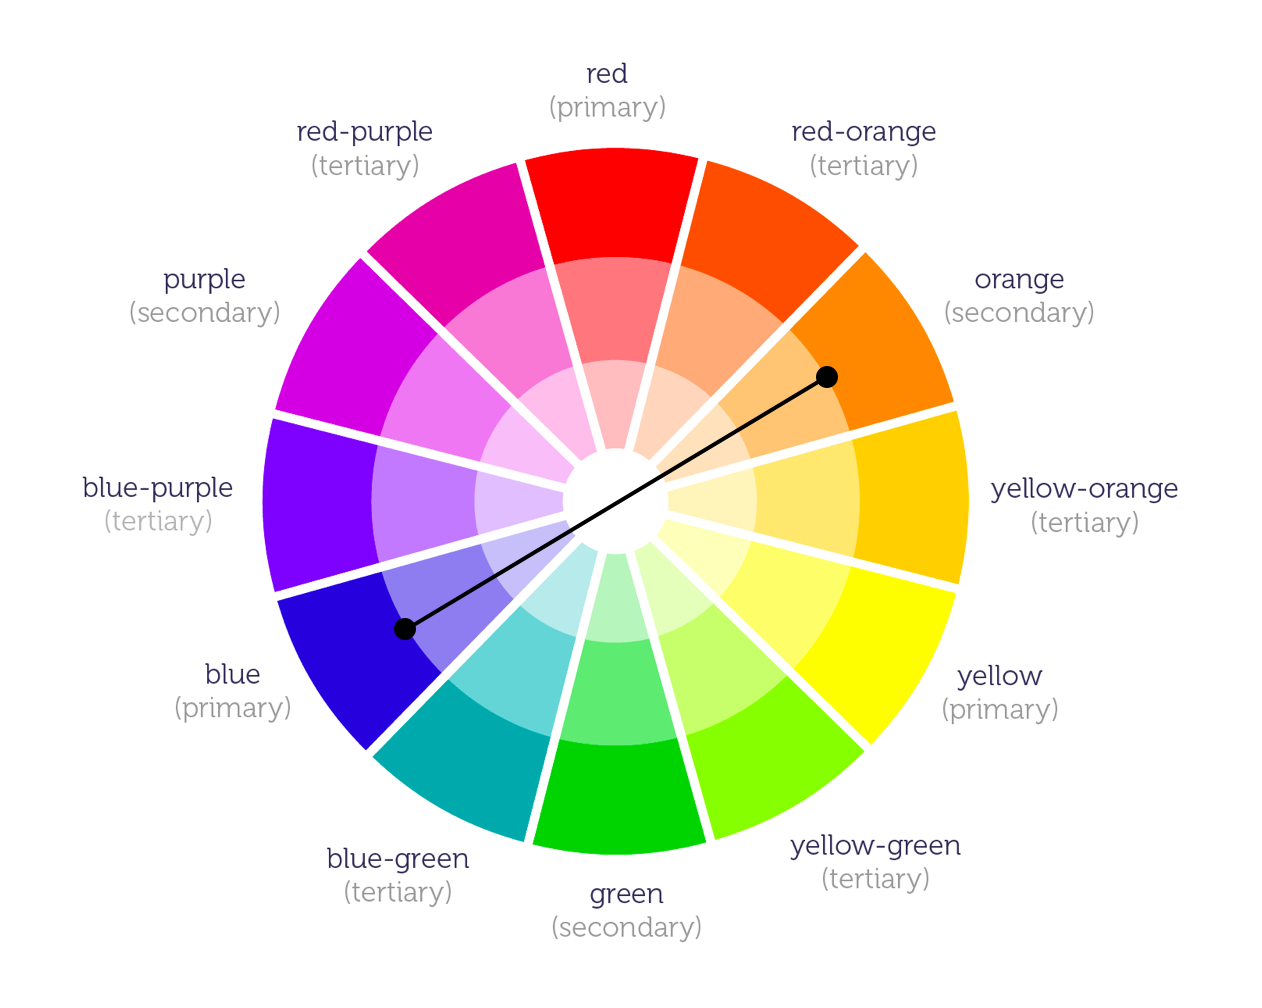 red
(primary)
red-orange
(tertiary)
orange
(secondary)
yellow-orange
(tertiary)
yellow
(primary)
yellow-green
(tertiary)
green
(secondary)
blue-green
(tertiary)
blue
(primary)
blue-purple
(tertiary)
purple
(secondary)
red-purple
(tertiary)